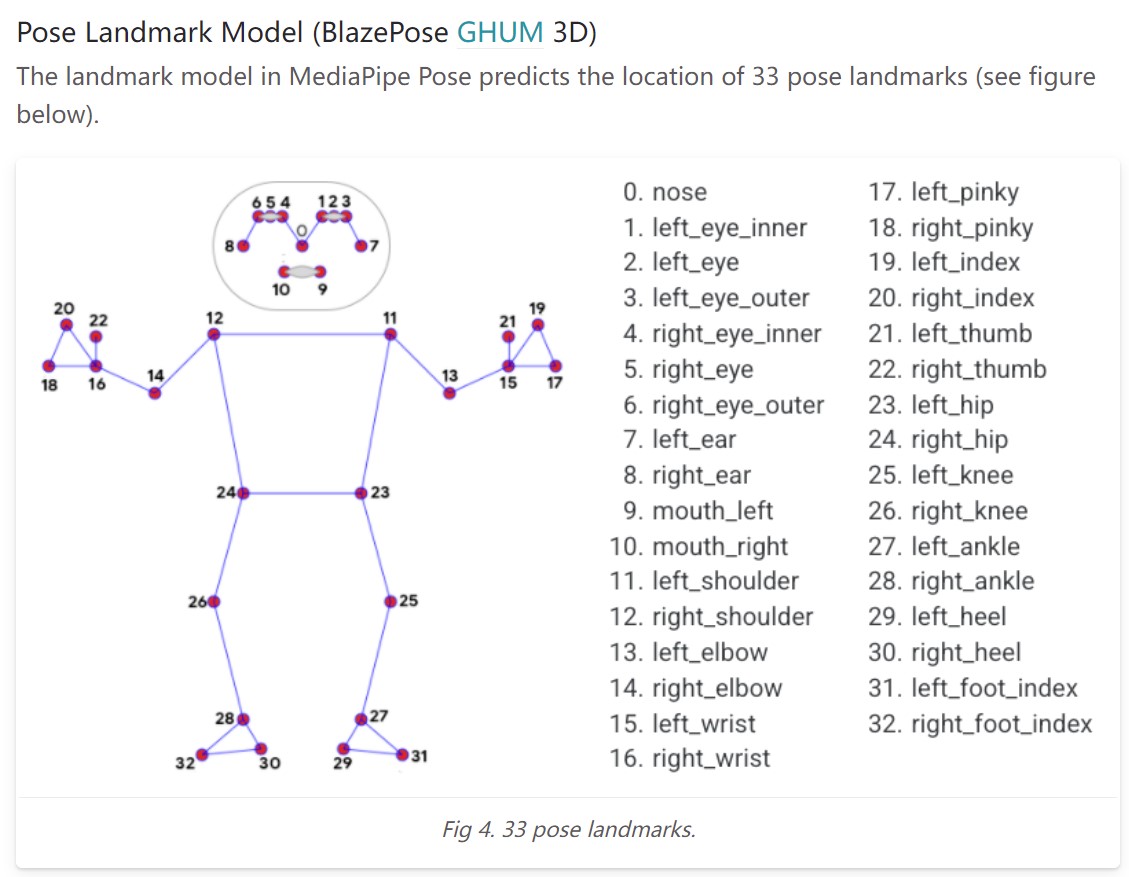 Pose Landmark Model (BlazePose GHUM 3D)
The landmark model in MediaPipe Pose predicts the location of 33 pose landmarks (see figure
below).
6 5 4 1 2 3
0
8 7
10 9
20 22 12 11 21 19
18 16 14 13 15 17
24 23
26 25
28 27
32 30 29 31
0. nose
1. left_eye_inner
2. left_eye
3. left_eye_outer
4. right_eye_inner
5. right_eye
6. right_eye_outer
7. left_ear
8. right_ear
9. mouth_left
10. mouth_right
11. left_shoulder
12. right_shoulder
13. left_elbow
14. right_elbow
15. left_wrist
16. right_wrist
17. left_pinky
18. right_pinky
19. left_index
20. right_index
21. left_thumb
22. right_thumb
23. left_hip
24. right_hip
25. left_knee
26. right_knee
27. left_ankle
28. right_ankle
29. left_heel
30. right_heel
31. left_foot_index
32. right_foot_index
Fig 4. 33 pose landmarks.